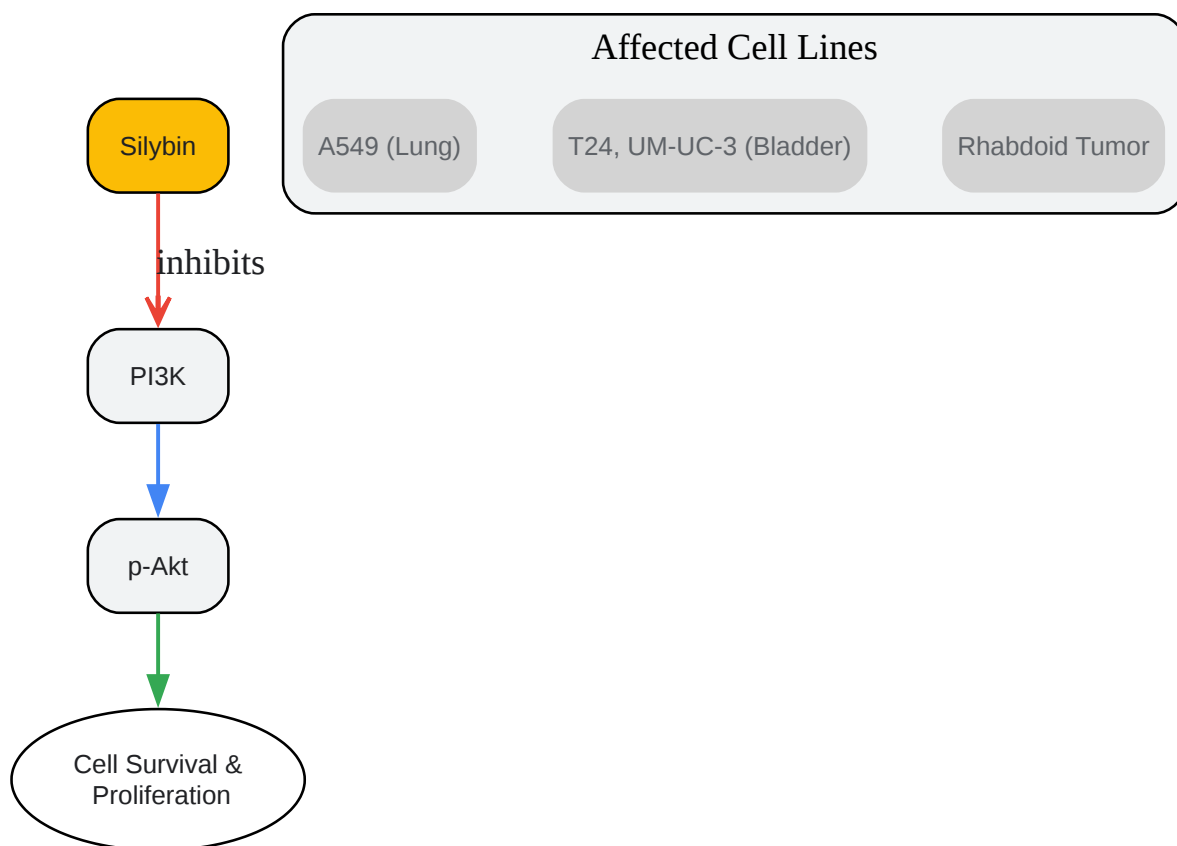 Affected Cell Lines
Silybin
A549 (Lung)
T24, UM-UC-3 (Bladder)
Rhabdoid Tumor
inhibits
PI3K
p-Akt
Cell Survival &
Proliferation